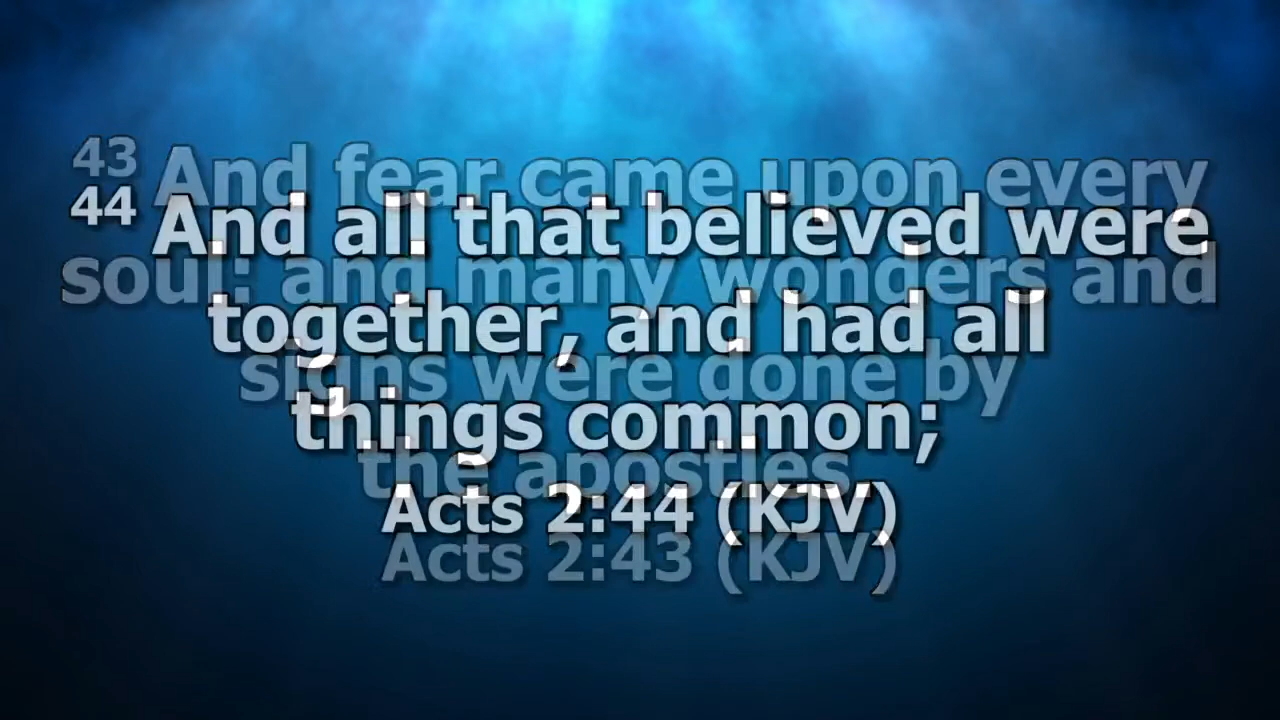 43 And fear came upon every
soul: and many wonders and
signs were done by
the apostles.
Acts 2:43 (KJV)
44 And all that believed were
together, and had all
things common;
Acts 2:44 (KJV)